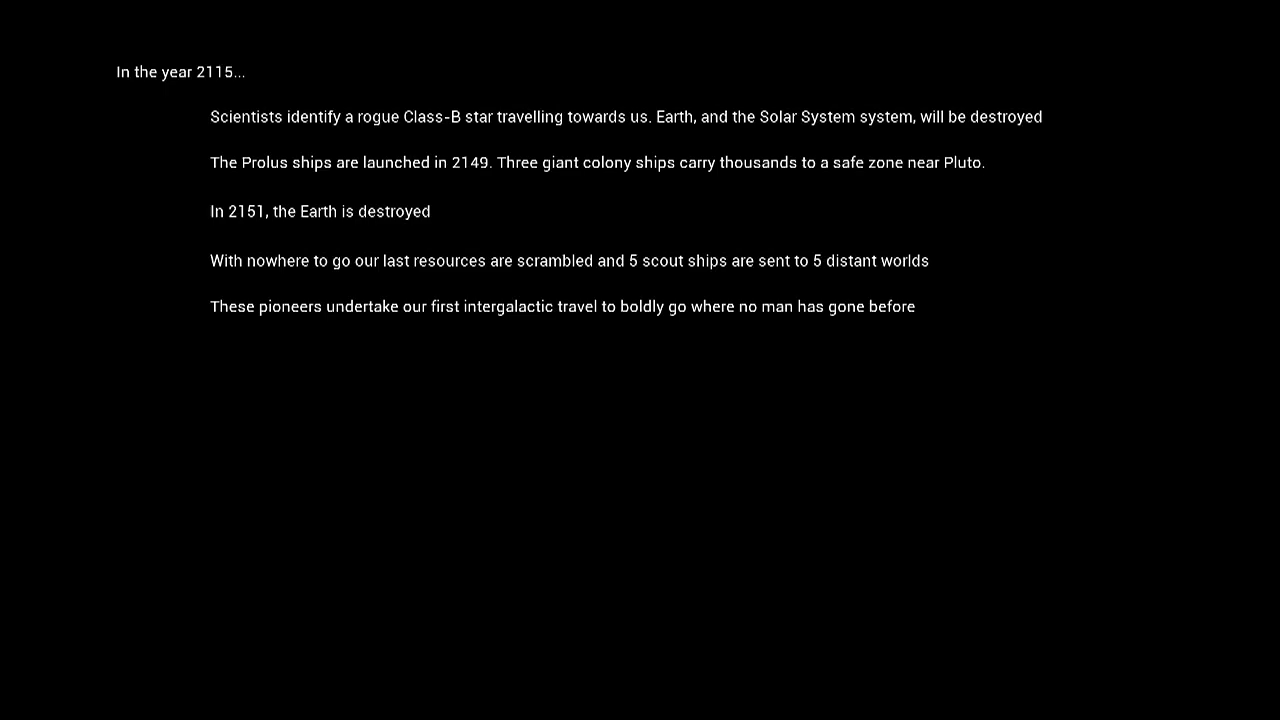 In the year 2115...
Scientists identify a rogue Class-B star travelling towards us. Earth, and the Solar System system, will be destroyed
The Prolus ships are launched in 2149. Three giant colony ships carry thousands to a safe zone near Pluto.
In 2151, the Earth is destroyed
With nowhere to go our last resources are scrambled and 5 scout ships are sent to 5 distant worlds
These pioneers undertake our first intergalactic travel to boldly go where no man has gone before